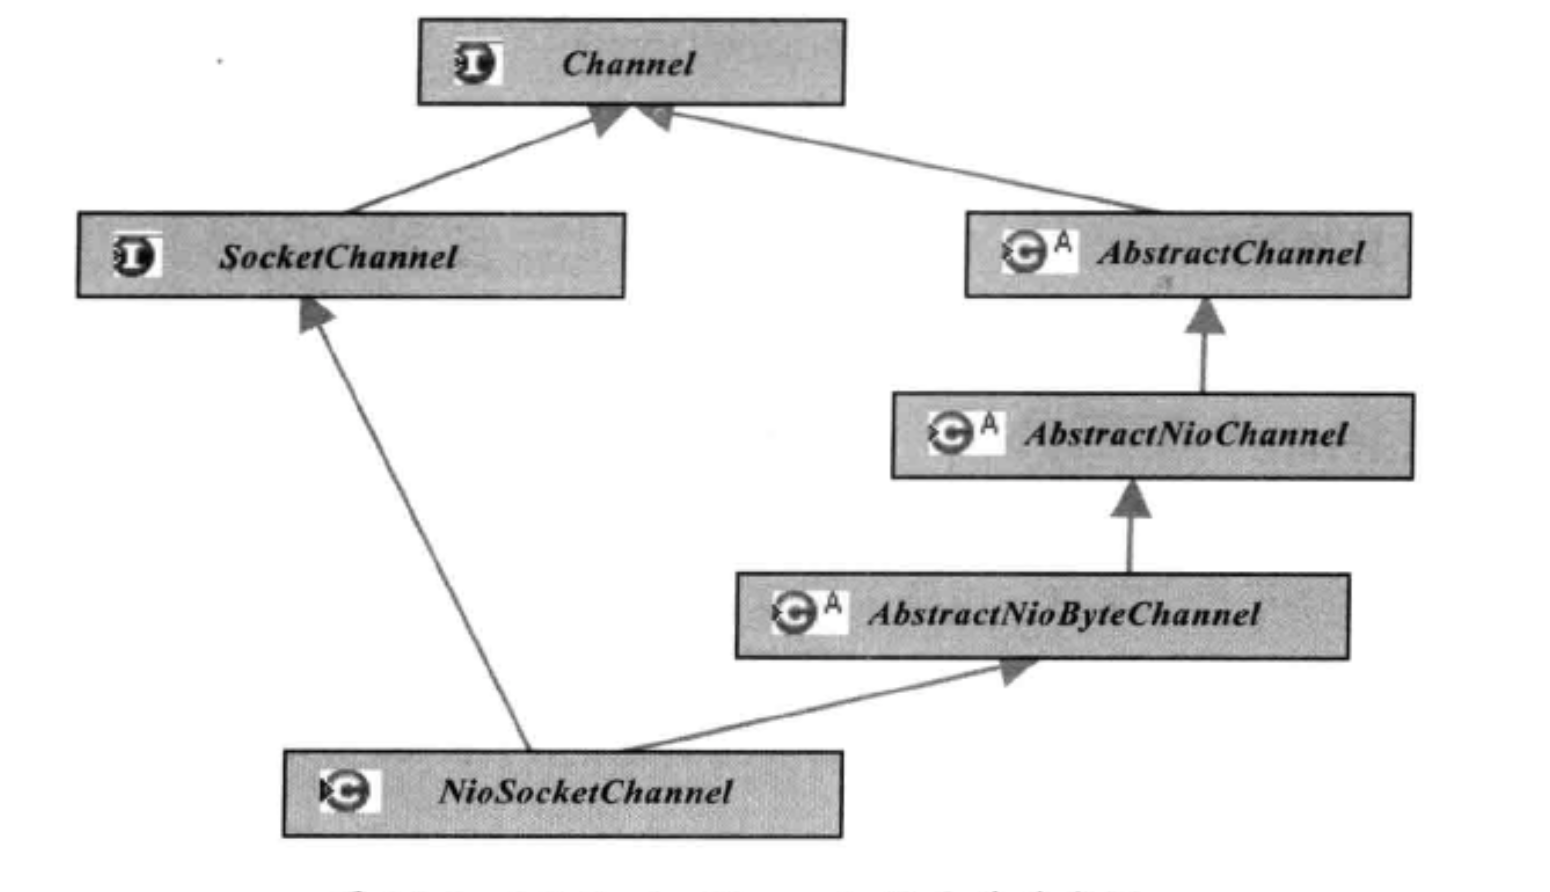 Channel
SocketChannel
A AbstractChannel
A AbstractNioChannel
A AbstractNioByteChannel
NioSocketChannel